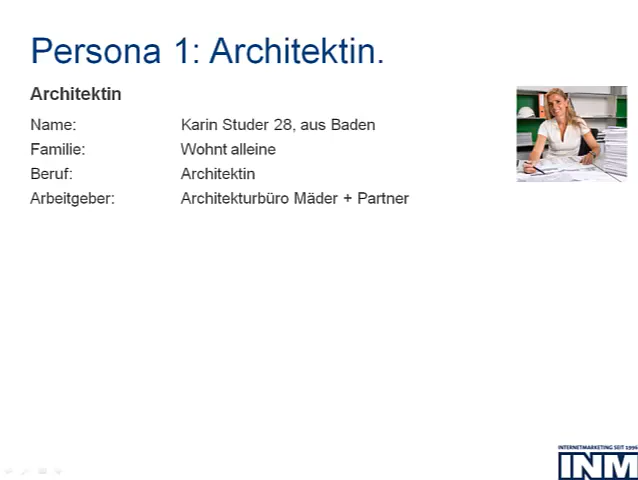 Persona 1: Architektin.
Architektin
Name: Karin Studer 28, aus Baden
Familie: Wohnt alleine
Beruf: Architektin
Arbeitgeber: Architekturbüro Mäder + Partner
INTERNETMARKETING SEIT 1996
INM